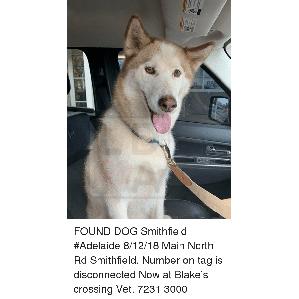 FOUND DOG Smithfield
#Adelaide 8/12/18 Main North
Rd Smithfield. Number on tag is
disconnected Now at Blake's
crossing Vet. 7231 3000